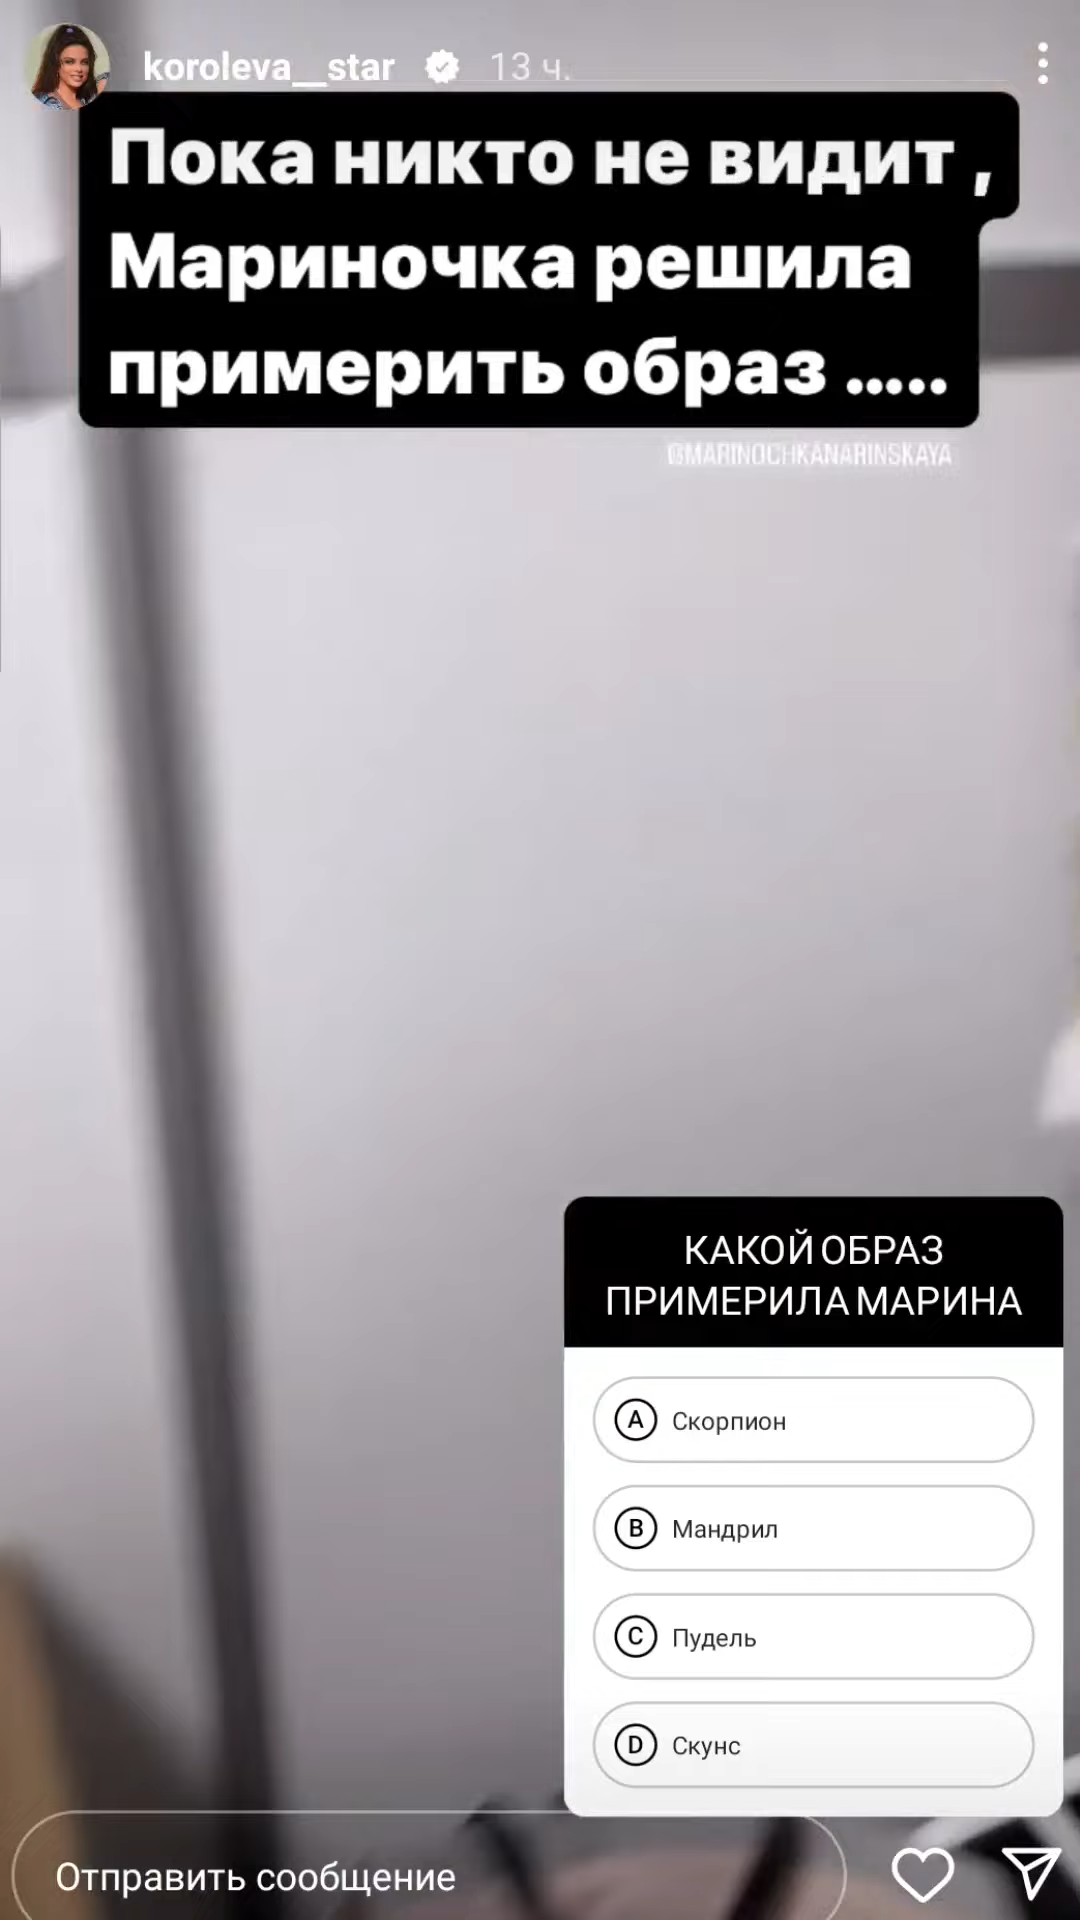 koroleva__star 13 ч.
Пока никто не видит ,
Мариночка решила
примерить образ .....
@MARINOCHKANARINSKAYA
КАКОЙ ОБРАЗ
ПРИМЕРИЛА МАРИНА
A Скорпион
B Мандрил
C Пудель
D Скунс
Отправить сообщение